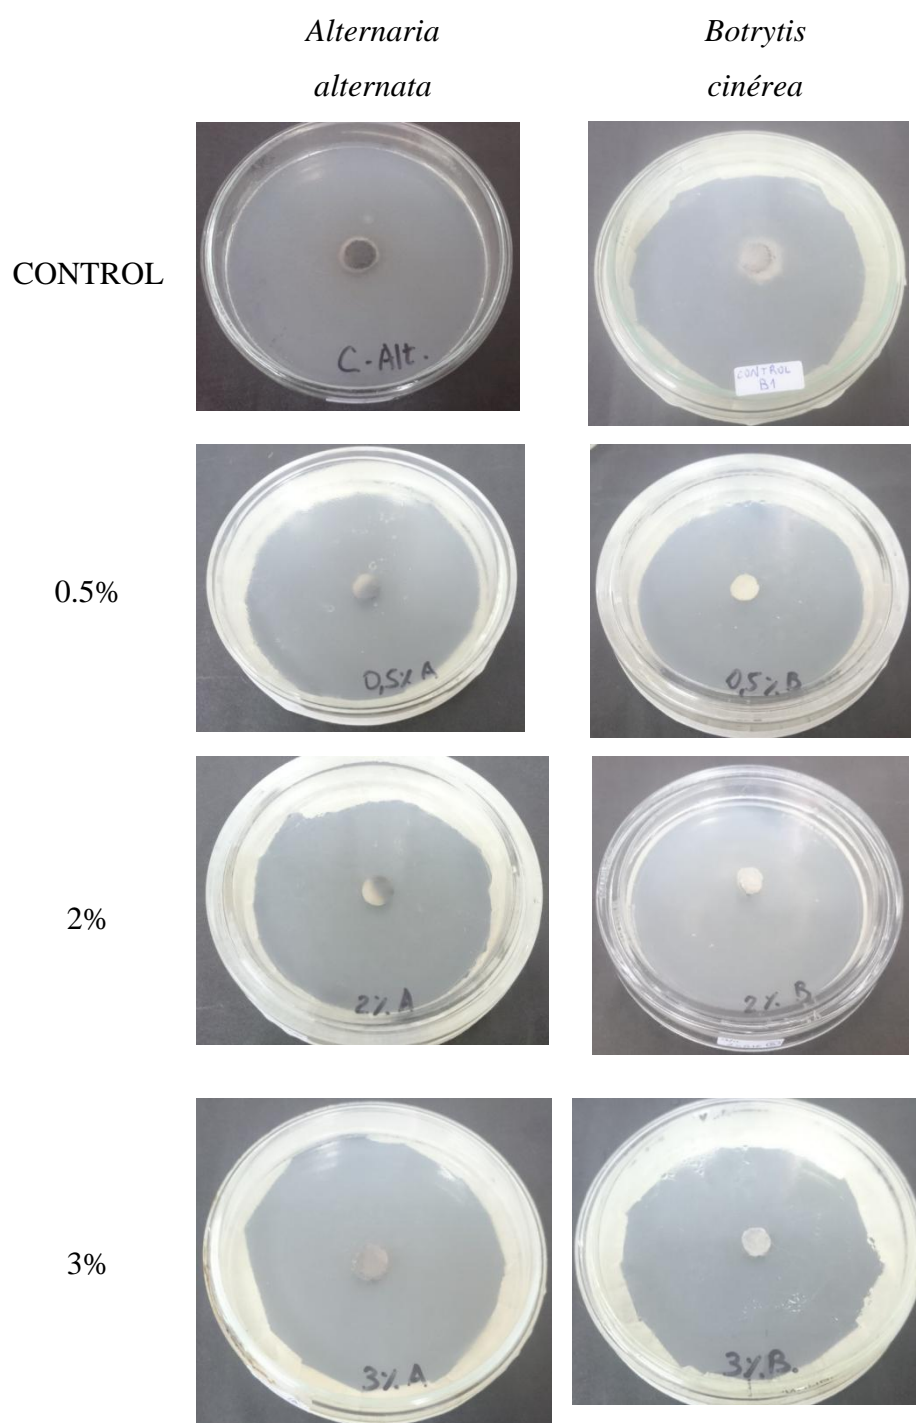 Alternaria
alternata
Botrytis
cinérea
CONTROL
C-Alt.
CONTROL
B1
0.5%
0,5% A
0,5% B
2%
2% A
2% B
3%
3% A
3% B.